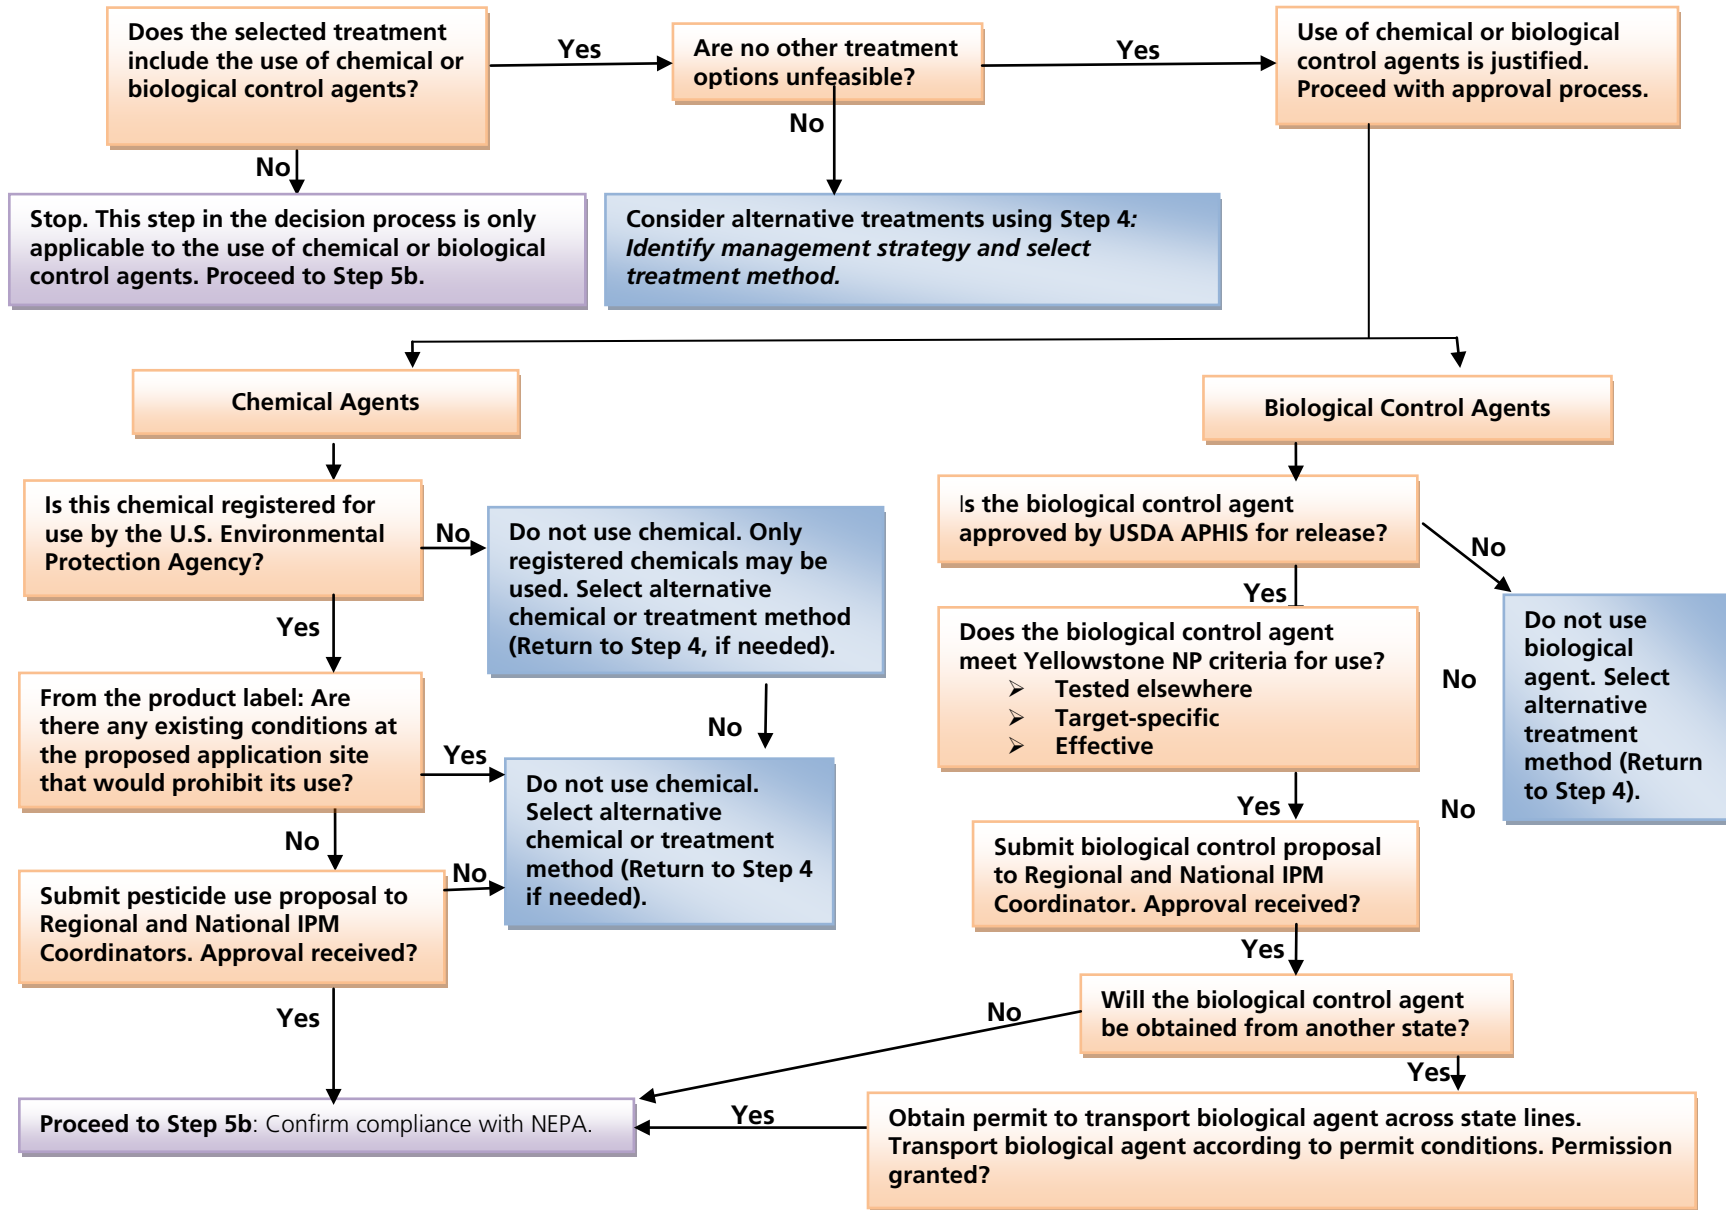 Does the selected treatment
include the use of chemical or
biological control agents?
Yes
Are no other treatment
options unfeasible?
Yes
Use of chemical or biological
control agents is justified.
Proceed with approval process.
No
No
Stop. This step in the decision process is only
applicable to the use of chemical or biological
control agents. Proceed to Step 5b.
Consider alternative treatments using Step 4:
Identify management strategy and select
treatment method.
Chemical Agents
Biological Control Agents
Is this chemical registered for
use by the U.S. Environmental
Protection Agency?
No
Do not use chemical. Only
registered chemicals may be
used. Select alternative
chemical or treatment method
(Return to Step 4, if needed).
Yes
From the product label: Are
there any existing conditions at
the proposed application site
that would prohibit its use?
Yes
No
Do not use chemical.
Select alternative
chemical or treatment
method (Return to Step 4
if needed).
No
Submit pesticide use proposal to
Regional and National IPM
Coordinators. Approval received?
No
Yes
Is the biological control agent
approved by USDA APHIS for release?
No
Yes
Does the biological control agent
meet Yellowstone NP criteria for use?
➢ Tested elsewhere
➢ Target-specific
➢ Effective
No
Do not use
biological
agent. Select
alternative
treatment
method (Return
to Step 4).
Yes
No
Submit biological control proposal
to Regional and National IPM
Coordinator. Approval received?
Yes
Will the biological control agent
be obtained from another state?
No
Yes
Obtain permit to transport biological agent across state lines.
Transport biological agent according to permit conditions. Permission
granted?
Yes
Proceed to Step 5b: Confirm compliance with NEPA.